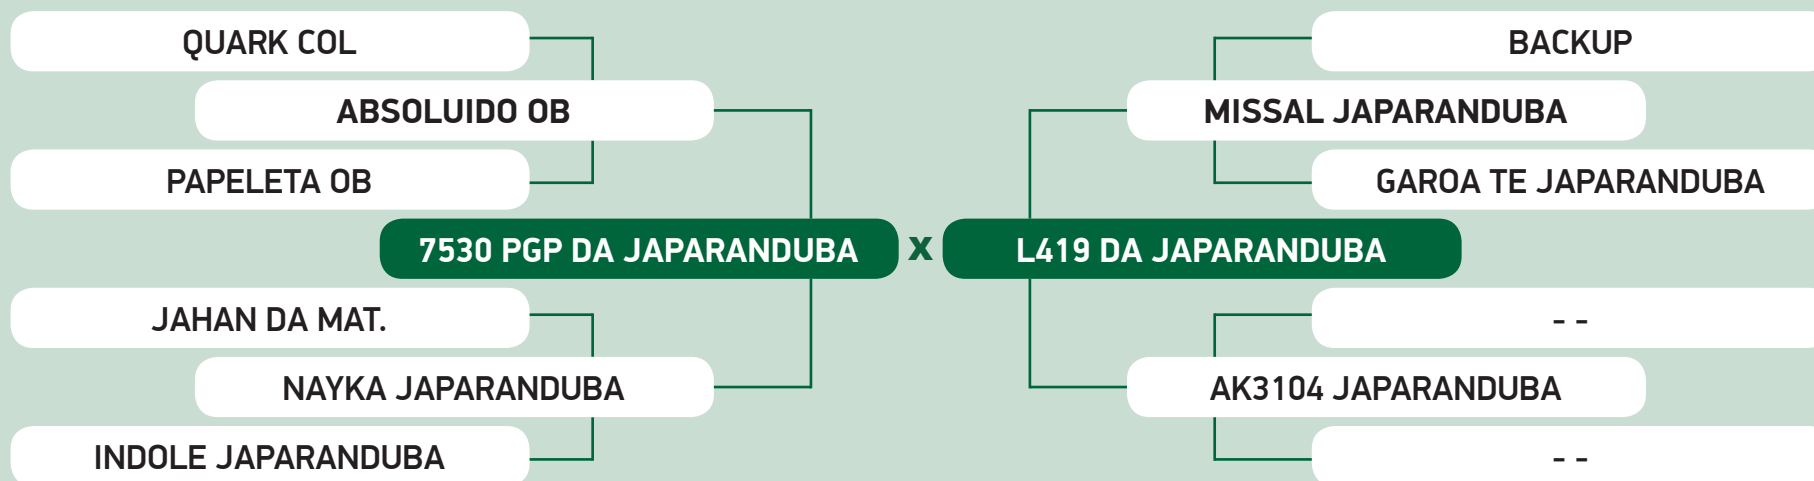 QUARK COL
BACKUP
ABSOLUIDO OB
MISSAL JAPARANDUBA
PAPELETA OB
GAROA TE JAPARANDUBA
7530 PGP DA JAPARANDUBA X L419 DA JAPARANDUBA
JAHAN DA MAT.
- -
NAYKA JAPARANDUBA
AK3104 JAPARANDUBA
INDOLE JAPARANDUBA
- -